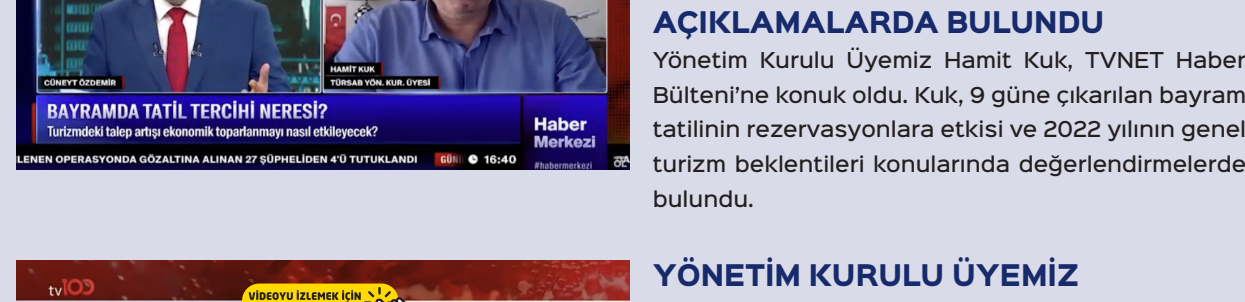 CÜNEYT ÖZDEMİR
HAMİT KUK
TÜRSAB YÖN. KUR. ÜYESİ
BAYRAMDA TATİL TERCİHİ NERESİ?
Turizmdeki talep artışı ekonomik toparlanmayı nasıl etkileyecek?
Haber
Merkezi
#habermerkezi
LENEN OPERASYONDA GÖZALTINA ALINAN 27 ŞÜPHELİDEN 4'Ü TUTUKLANDI
16:40
AÇIKLAMALARDA BULUNDU
Yönetim Kurulu Üyemiz Hamit Kuk, TVNET Haber
Bülteni’ne konuk oldu. Kuk, 9 güne çıkarılan bayram
tatilinin rezervasyonlara etkisi ve 2022 yılının genel
turizm beklentileri konularında değerlendirmelerde
bulundu.
tv100
VİDEOYU İZLEMEK İÇİN
YÖNETİM KURULU ÜYEMİZ